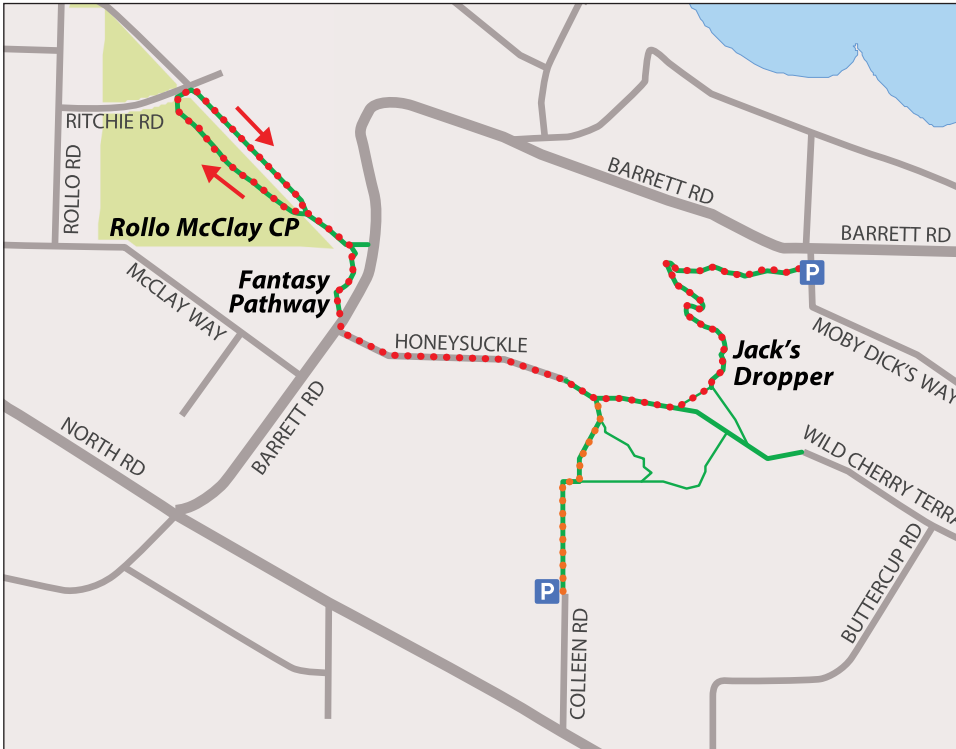 RITCHIE RD
ROLLO RD
Rollo McClay CP
BARRETT RD
BARRETT RD
P
Fantasy
Pathway
McCLAY WAY
HONEYSUCKLE
MOBY DICK'S WAY
Jack's
Dropper
BARRETT RD
NORTH RD
WILD CHERRY TERRA
BUTTERCUP RD
P
COLLEEN RD